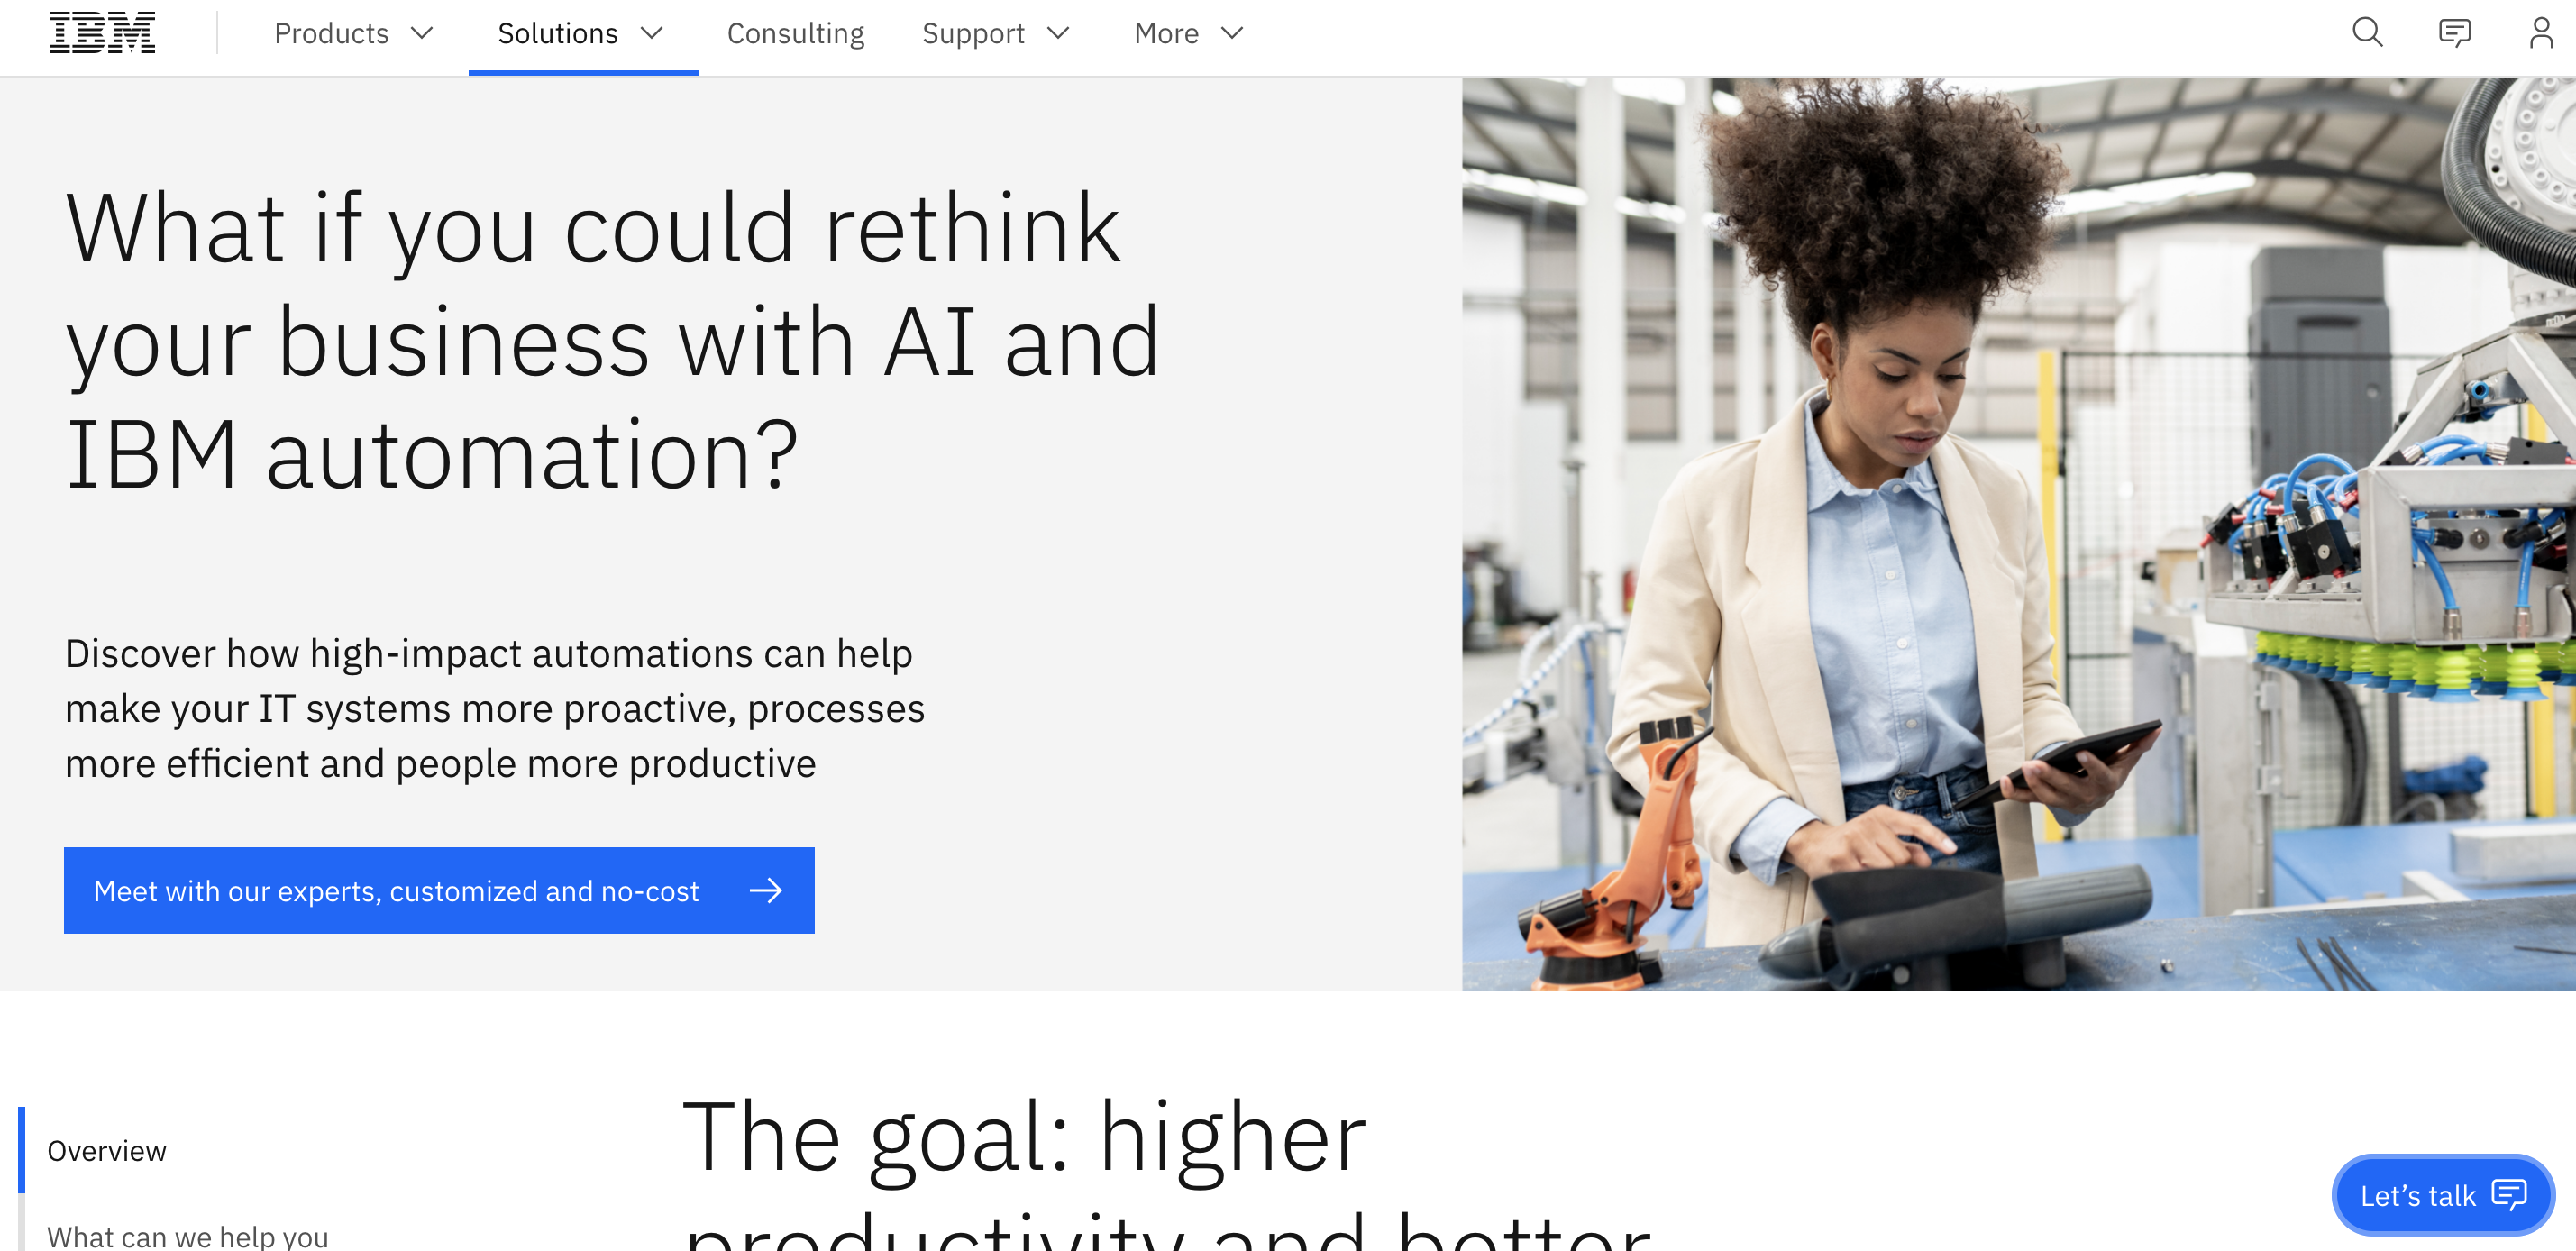 IBM
Products
Solutions
Consulting
Support
More
What if you could rethink
your business with AI and
IBM automation?
Discover how high-impact automations can help
make your IT systems more proactive, processes
more efficient and people more productive
Meet with our experts, customized and no-cost
Overview
What can we help you
The goal: higher
productivity and better
Let’s talk